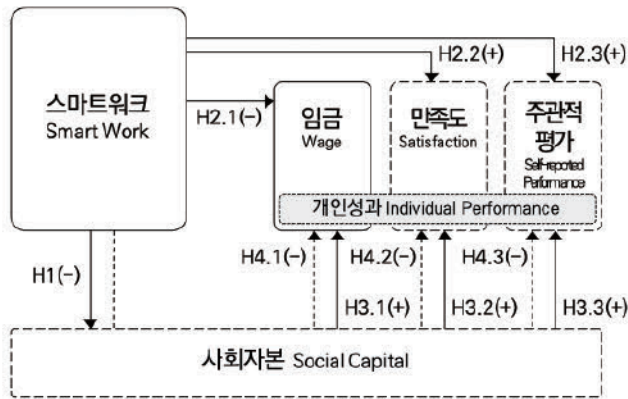 스마트워크
Smart Work
H2.1(−)
H2.2(+)
H2.3(+)
임금
Wage
만족도
Satisfaction
주관적
평가
Self-reported
Performance
개인성과 Individual Performance
H1(−)
H4.1(−)
H4.2(−)
H4.3(−)
H3.1(+)
H3.2(+)
H3.3(+)
사회자본 Social Capital